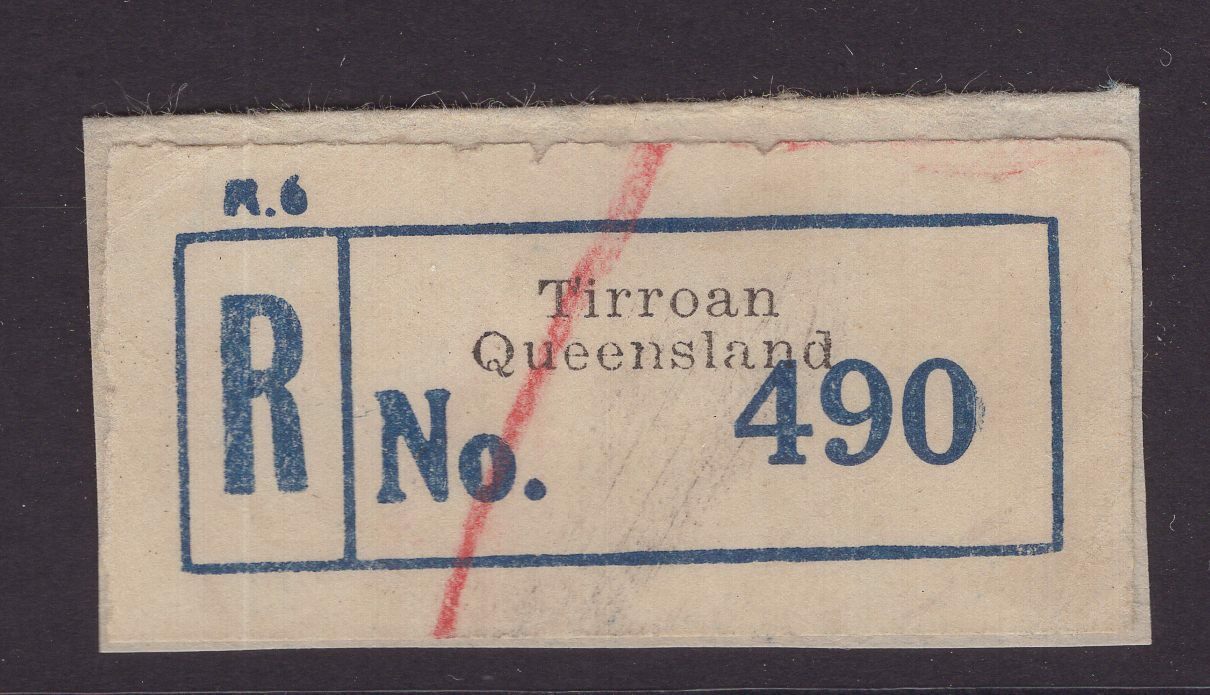 R.6
R
Tirroan
Queensland
No. 490